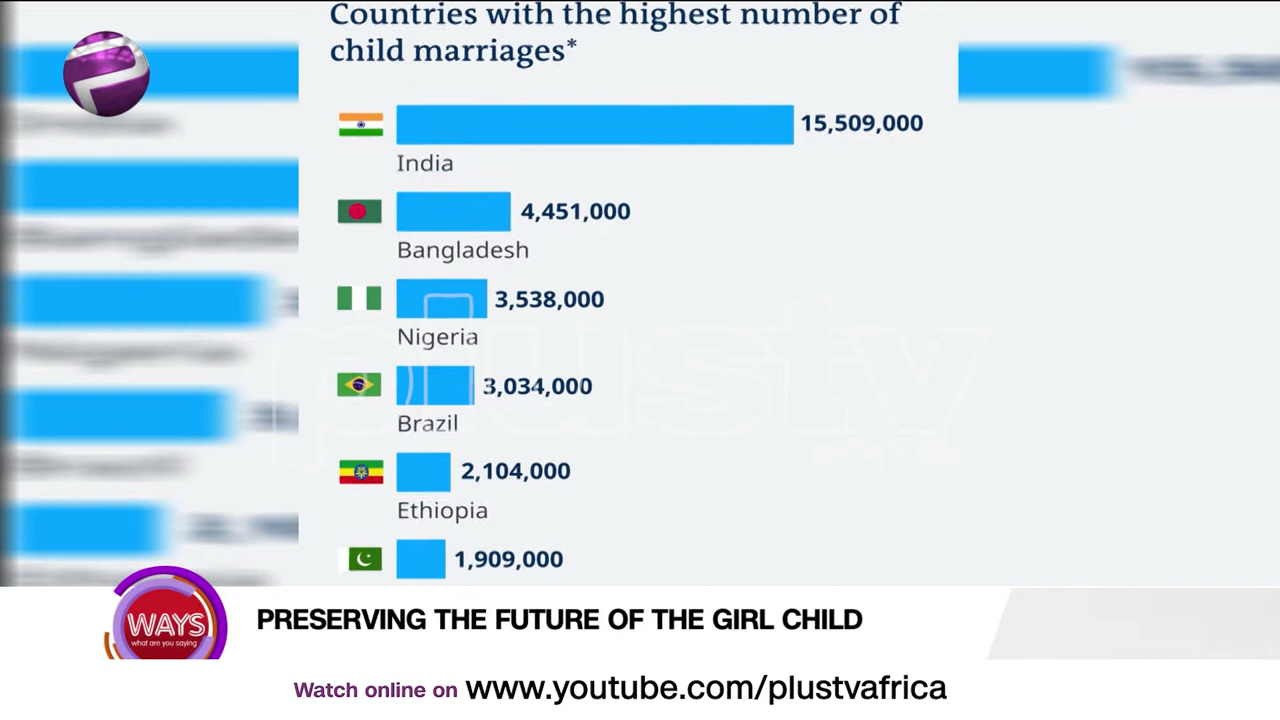 Countries with the highest number of
child marriages*
15,509,000
India
4,451,000
Bangladesh
3,538,000
Nigeria
3,034,000
Brazil
2,104,000
Ethiopia
1,909,000
plustv
WAYS
what are you saying
PRESERVING THE FUTURE OF THE GIRL CHILD
Watch online on www.youtube.com/plustvafrica